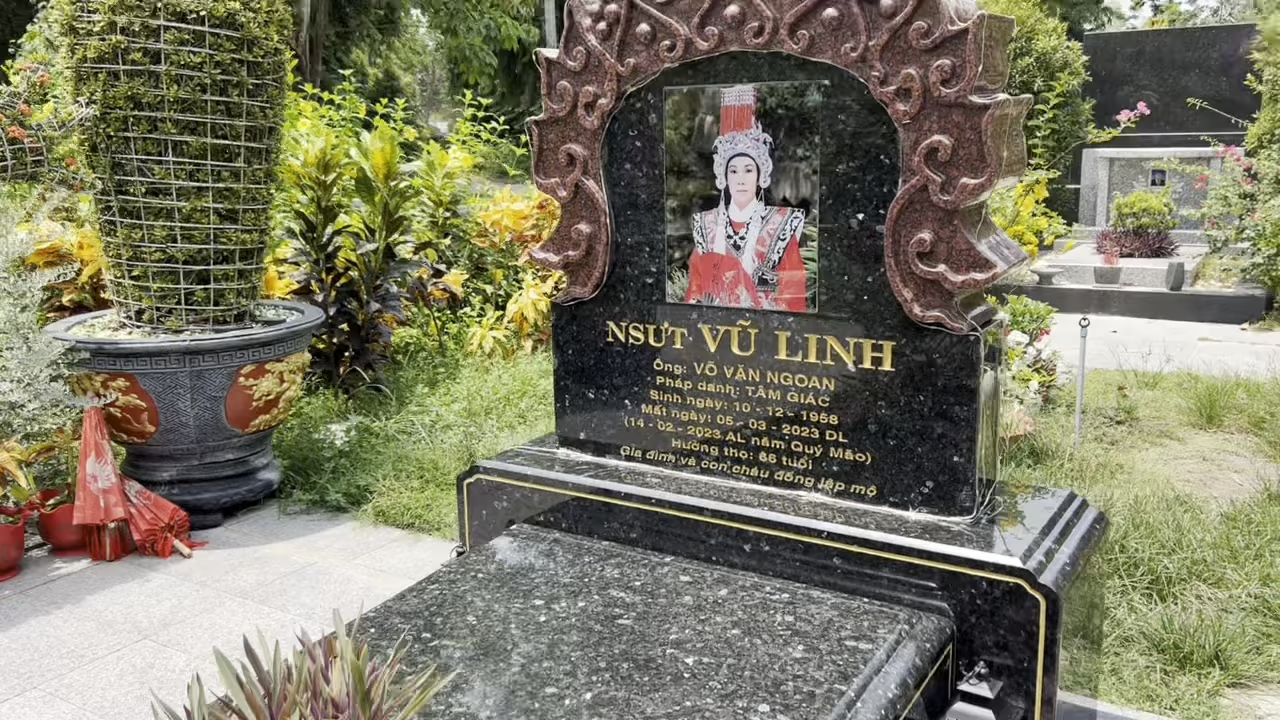 NSƯT VŨ LINH
Ông: VÕ VĂN NGOAN
Pháp danh: TÂM GIÁC
Sinh ngày: 10 - 12 - 1958
Mất ngày: 05 - 03 - 2023 DL
(14 - 02 - 2023 AL năm Quý Mão)
Hưởng thọ: 66 tuổi
Gia đình và con cháu đồng lập mộ